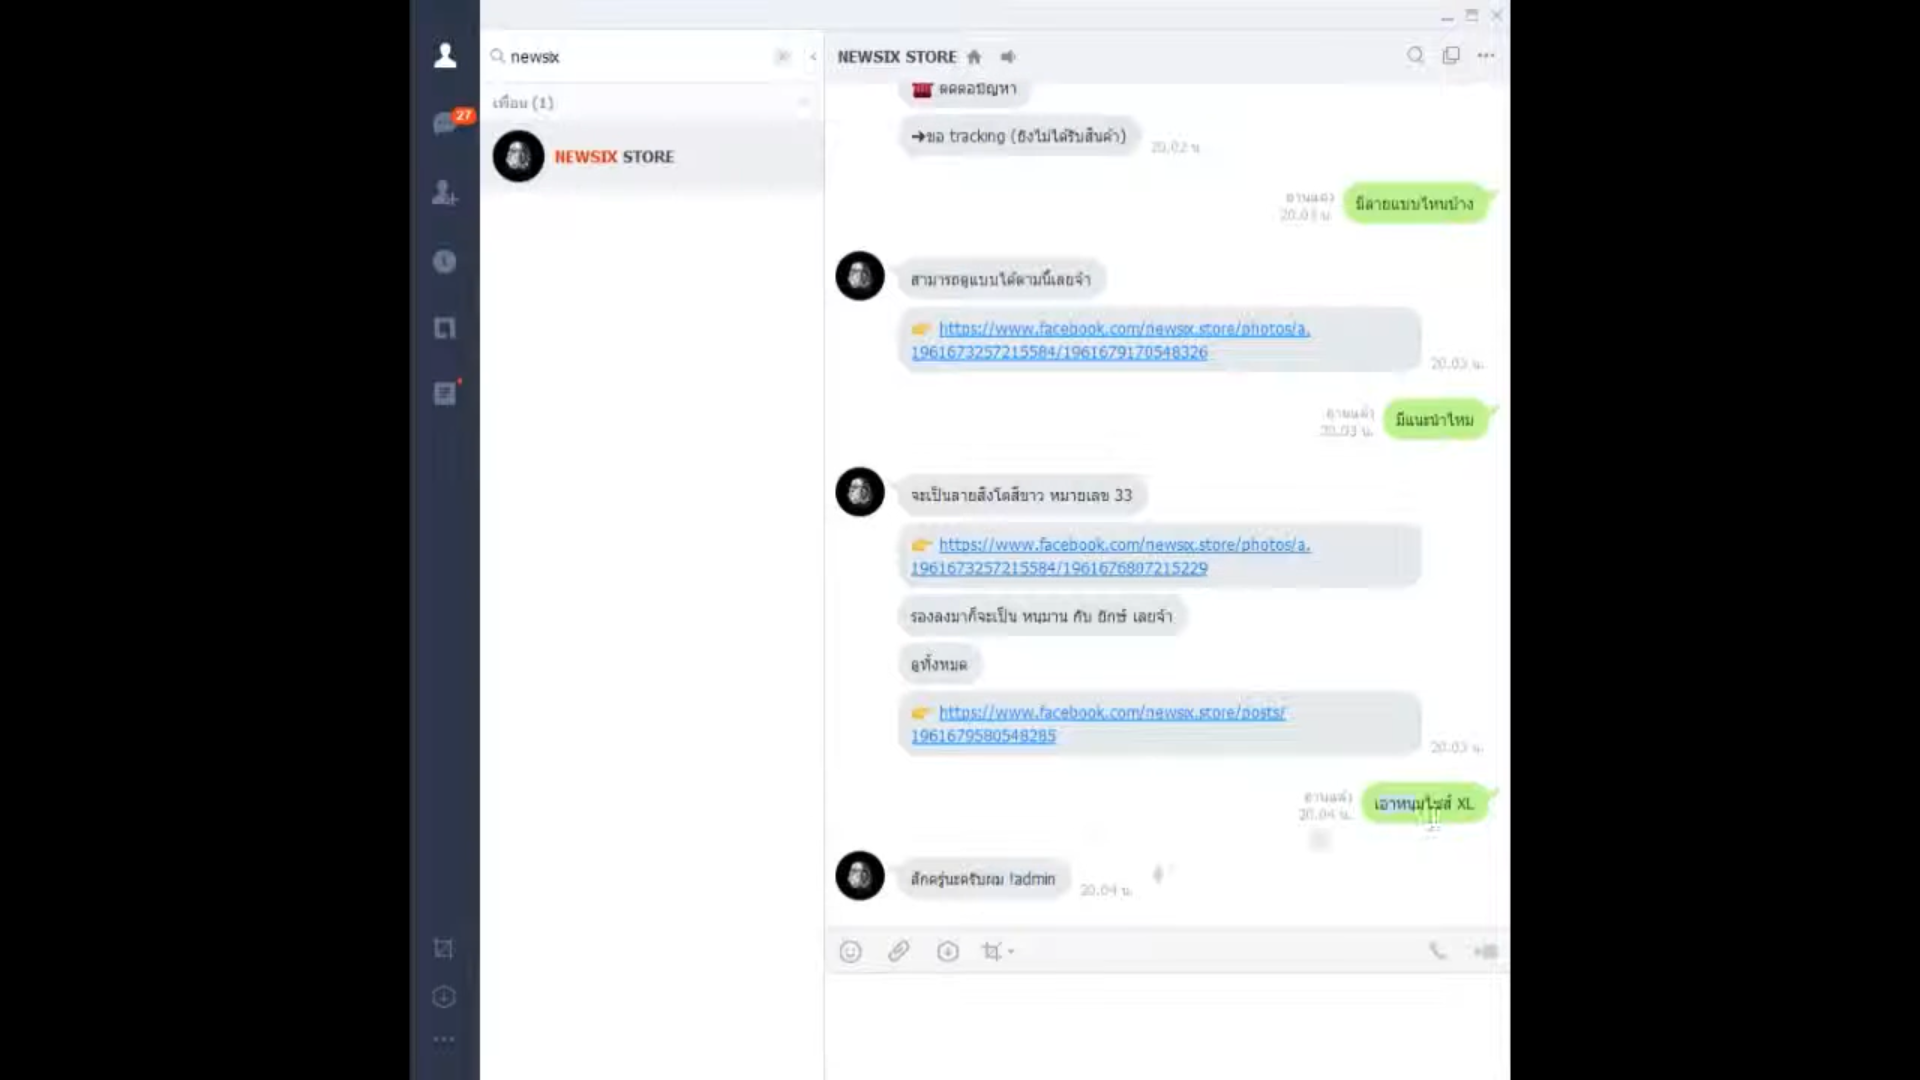 newsix
เพื่อน (1)
NEWSIX STORE
27
NEWSIX STORE
ติดต่อปัญหา
➜ขอ tracking (ยังไม่ได้รับสินค้า)
20.02 น.
มีลายแบบไหนบ้าง
อ่านแล้ว
20.03 น.
สามารถดูแบบได้ตามนี้เลยจ้า
👉 https://www.facebook.com/newsix.store/photos/a.
1961673257215584/1961679170548326
20.03 น.
มีแนะนำไหม
อ่านแล้ว
20.03 น.
จะเป็นลายสิงโตสีขาว หมายเลข 33
👉 https://www.facebook.com/newsix.store/photos/a.
1961673257215584/1961676807215229
รองลงมาก็จะเป็น หนุมาน กับ ยักษ์ เลยจ้า
ดูทั้งหมด
👉 https://www.facebook.com/newsix.store/posts/
1961679580548285
20.03 น.
เอาหนุมไซส์ XL
อ่านแล้ว
20.04 น.
สักครู่นะครับผม !admin
20.04 น.